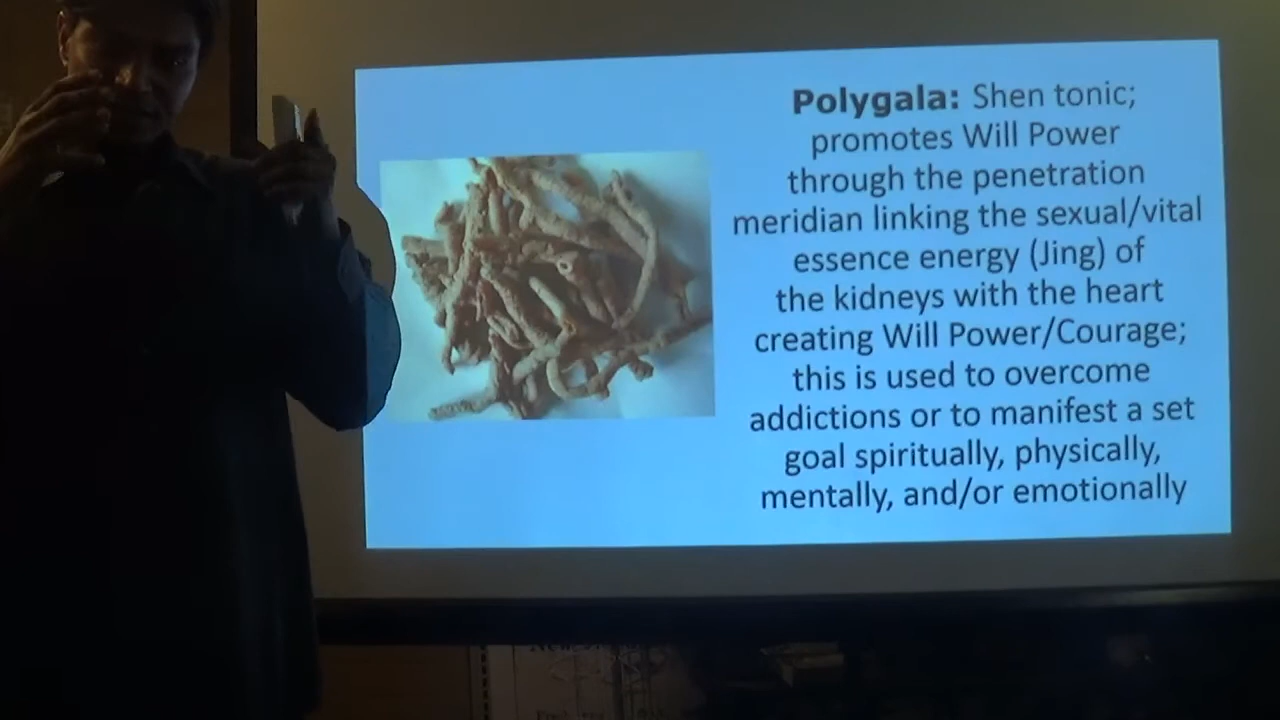 Polygala: Shen tonic;
promotes Will Power
through the penetration
meridian linking the sexual/vital
essence energy (Jing) of
the kidneys with the heart
creating Will Power/Courage;
this is used to overcome
addictions or to manifest a set
goal spiritually, physically,
mentally, and/or emotionally